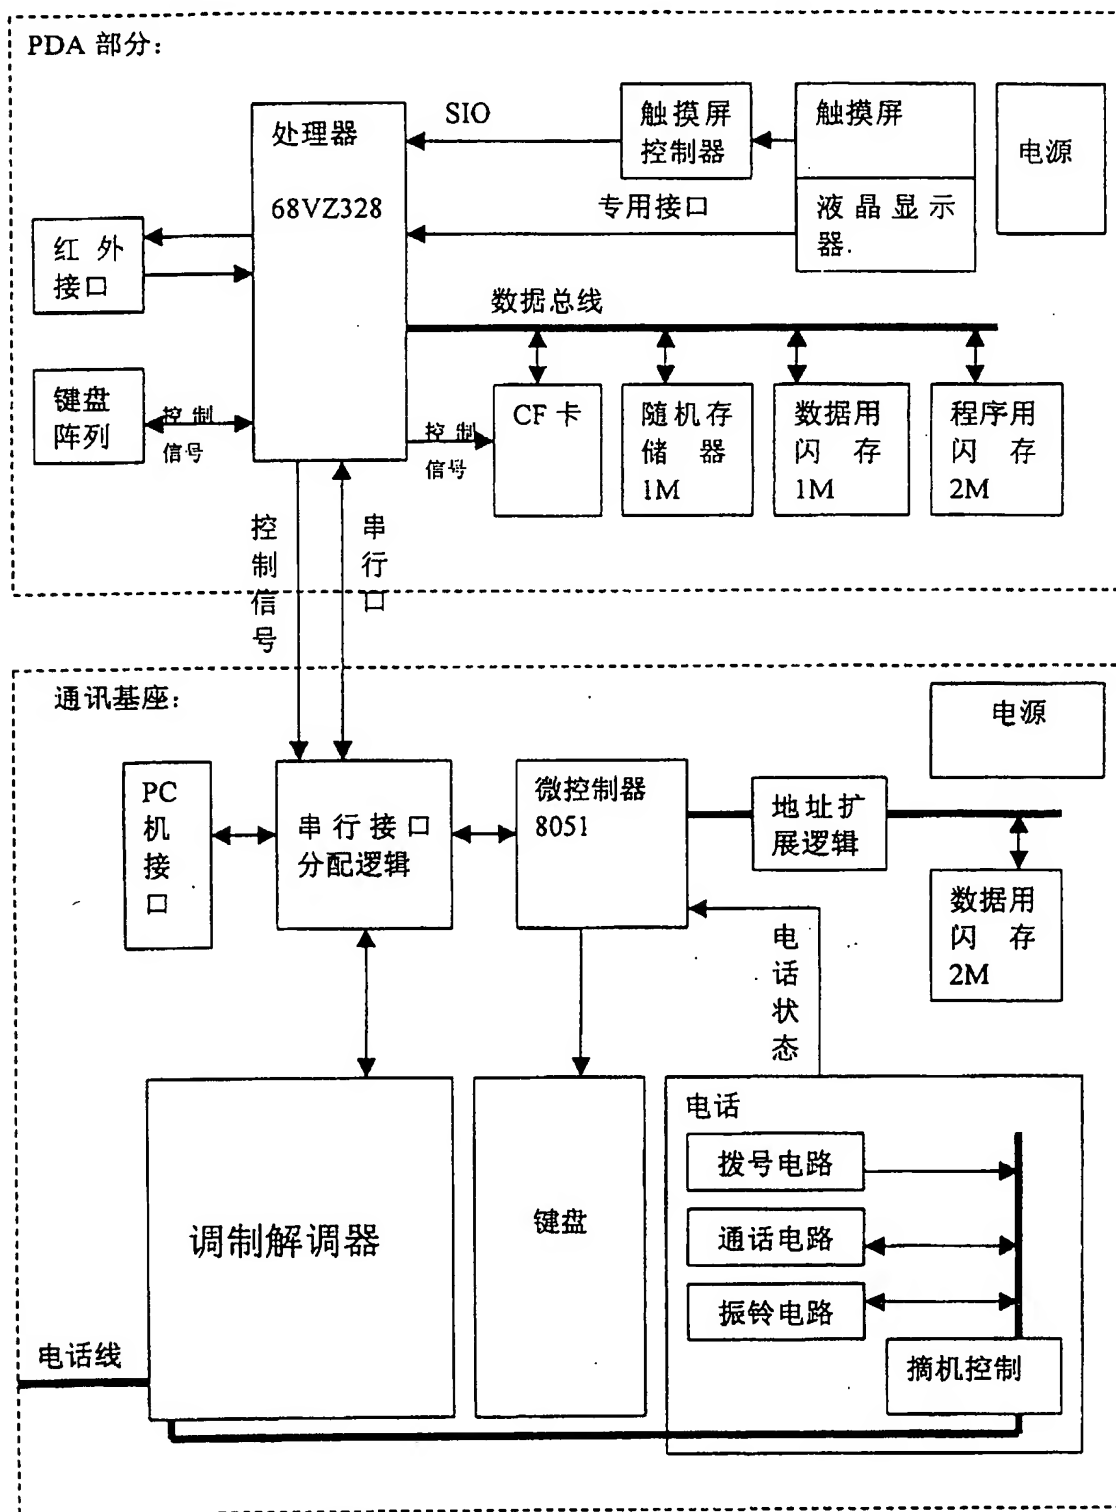 PDA 部分：
处理器
68VZ328
SIO
触摸屏
控制器
触摸屏
电源
专用接口
液晶显示
器.
红外
接口
数据总线
键盘
阵列
控制
信号
控制
信号
CF 卡
随机存
储器
1M
数据用
闪存
1M
程序用
闪存
2M
控制信号
串行口
通讯基座：
电源
PC
机
接
口
串行接口
分配逻辑
微控制器
8051
地址扩
展逻辑
数据用
闪存
2M
电话状态
调制解调器
键盘
电话
拨号电路
通话电路
振铃电路
摘机控制
电话线